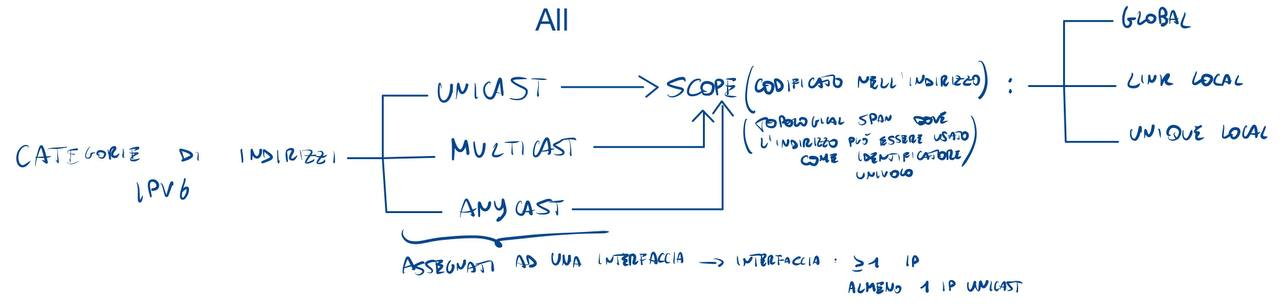 All
CATEGORIE DI INDIRIZZI
IPV6
UNICAST
MULTICAST
ANYCAST
SCOPE (CODIFICATO NELL'INDIRIZZO) :
(TOPOLOGICAL SPAN DOVE
L'INDIRIZZO PUÒ ESSERE USATO
COME IDENTIFICATORE)
UNIVOLO
GLOBAL
LINK LOCAL
UNIQUE LOCAL
ASSEGNATI AD UNA INTERFACCIA → INTERFACCIA : ≥1 IP
ALMENO 1 IP UNICAST